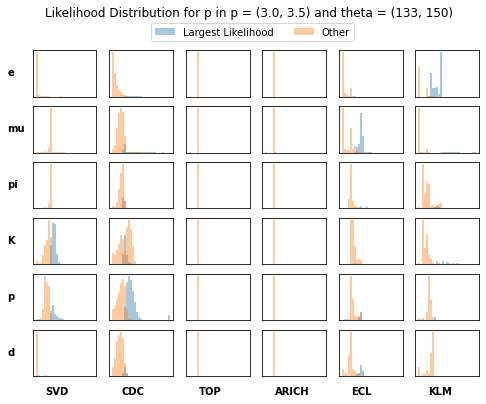 Likelihood Distribution for p in p = (3.0, 3.5) and theta = (133, 150)
Largest Likelihood Other
e
mu
pi
K
p
d
SVD CDC TOP ARICH ECL KLM